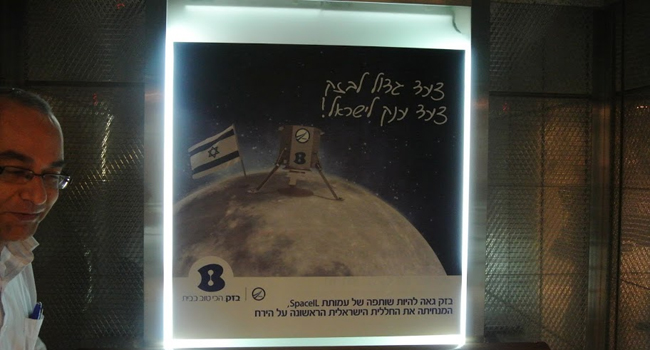 צעד גדול לבזק
צעד ענק לישראל!
בזק. הכי טוב בבית
בזק גאה להיות שותפה של עמותת SpaceIL,
המנחיתה את החללית הישראלית הראשונה על הירח